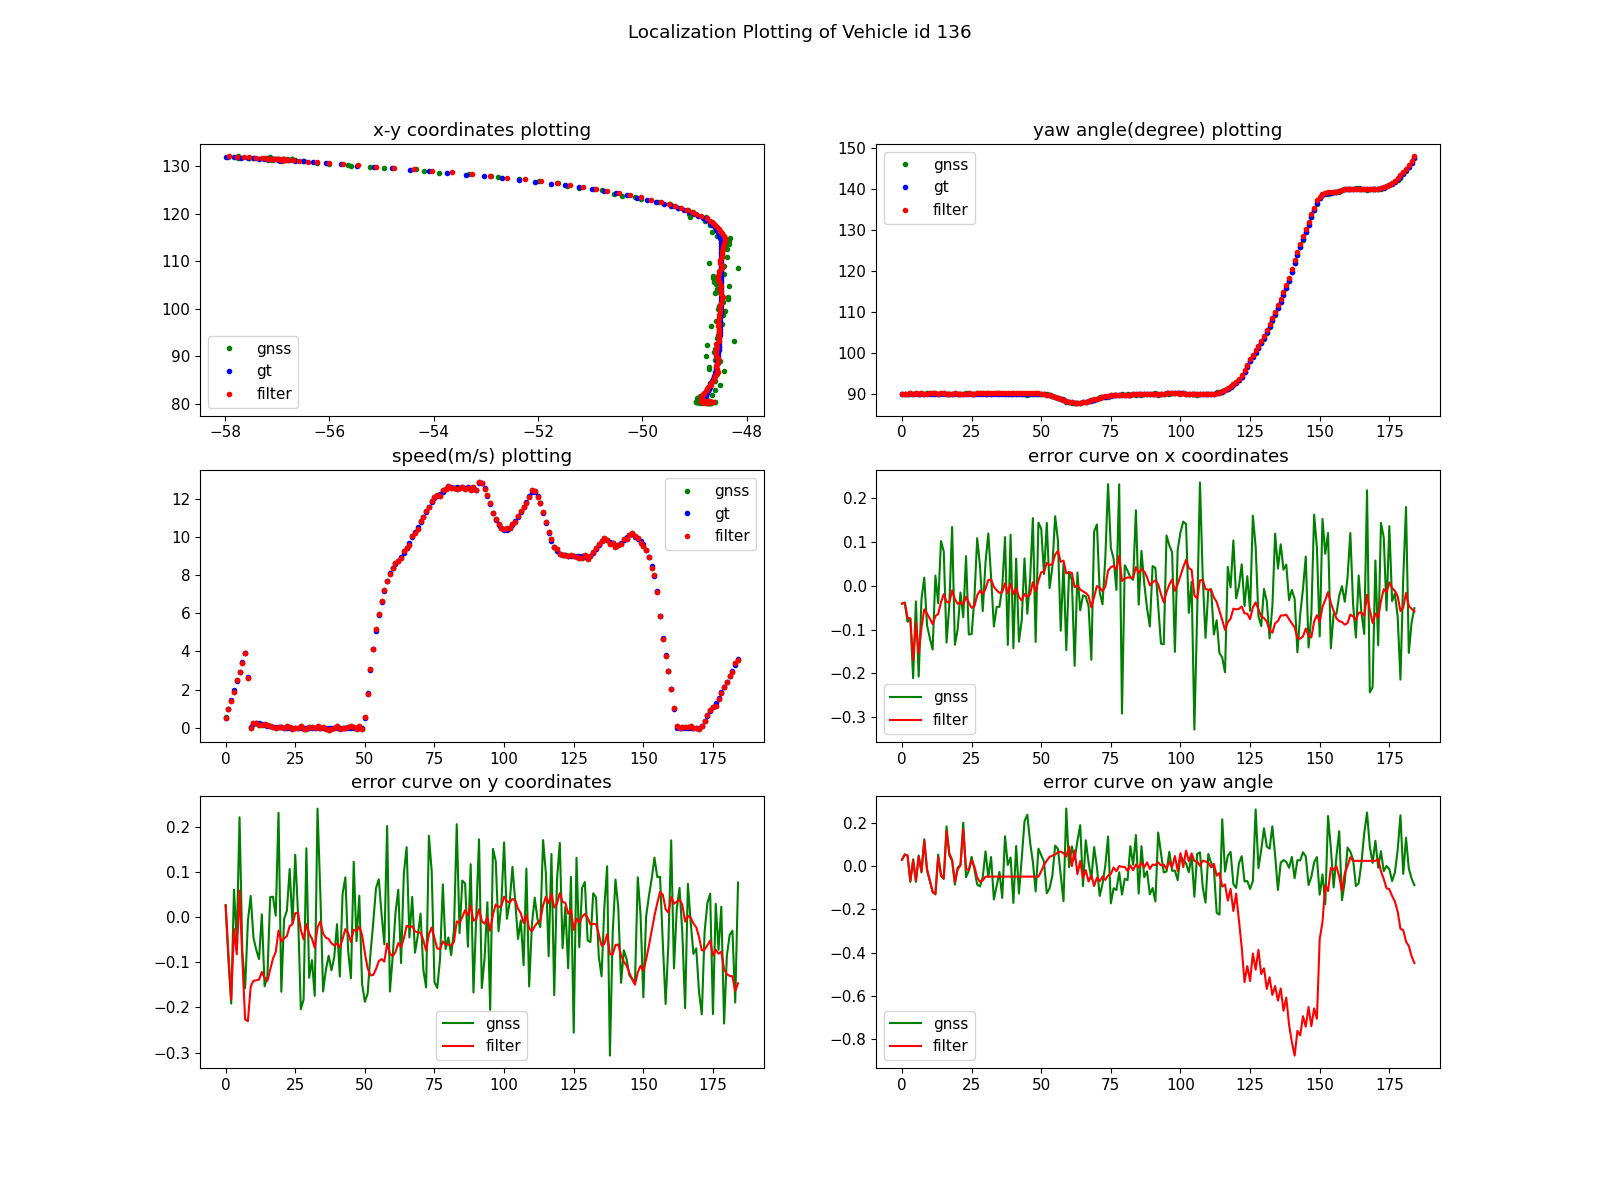 Localization Plotting of Vehicle id 136
x-y coordinates plotting
130
120
110
100
90
80
gnss
gt
filter
−58 −56 −54 −52 −50 −48
yaw angle(degree) plotting
150
140
130
120
110
100
90
gnss
gt
filter
0 25 50 75 100 125 150 175
speed(m/s) plotting
12
10
8
6
4
2
0
gnss
gt
filter
0 25 50 75 100 125 150 175
error curve on x coordinates
0.2
0.1
0.0
−0.1
−0.2
−0.3
gnss
filter
0 25 50 75 100 125 150 175
error curve on y coordinates
0.2
0.1
0.0
−0.1
−0.2
−0.3
gnss
filter
0 25 50 75 100 125 150 175
error curve on yaw angle
0.2
0.0
−0.2
−0.4
−0.6
−0.8
gnss
filter
0 25 50 75 100 125 150 175